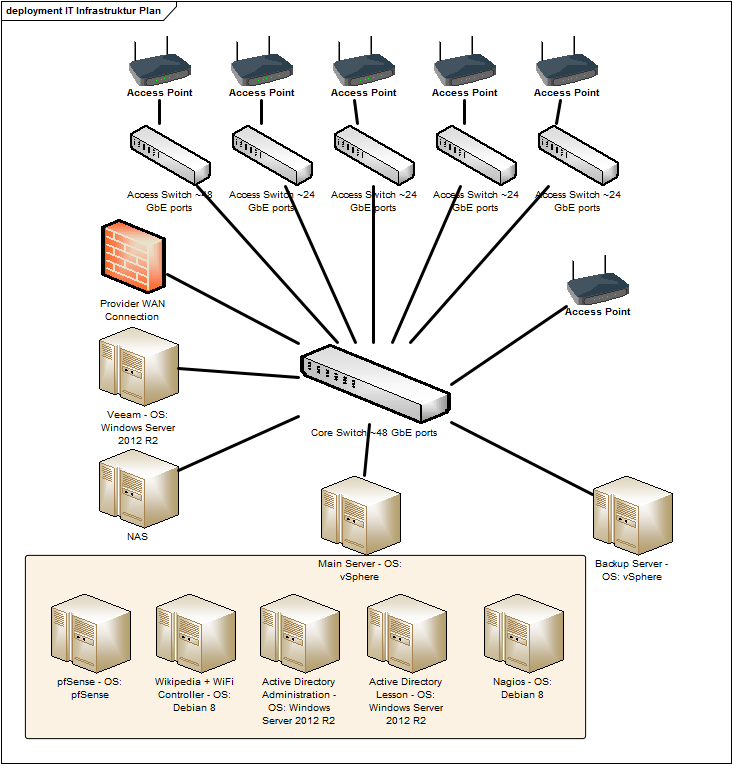 deployment IT Infrastruktur Plan
Access Point
Access Point
Access Point
Access Point
Access Point
Access Switch ~48
GbE ports
Access Switch ~24
GbE ports
Access Switch ~24
GbE ports
Access Switch ~24
GbE ports
Access Switch ~24
GbE ports
Provider WAN
Connection
Access Point
Veeam - OS:
Windows Server
2012 R2
Core Switch ~48 GbE ports
NAS
Main Server - OS:
vSphere
Backup Server -
OS: vSphere
pfSense - OS:
pfSense
Wikipedia + WiFi
Controller - OS:
Debian 8
Active Directory
Administration -
OS: Windows
Server 2012 R2
Active Directory
Lesson - OS:
Windows Server
2012 R2
Nagios - OS:
Debian 8